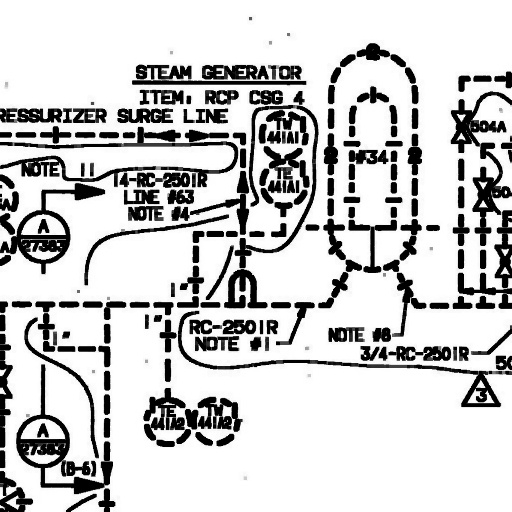 STEAM GENERATOR
ITEM: RCP CSG 4
RESSURIZER SURGE LINE
TW
441A1
TE
441A1
504A
#34
NOTE 11
14-RC-2501R
LINE #63
NOTE #4
A
27383
1"
1"
1"
RC-2501R
NOTE #1
NOTE #8
3/4-RC-2501R
3
TE
441A2
TW
441A2
A
27383
(B-6)